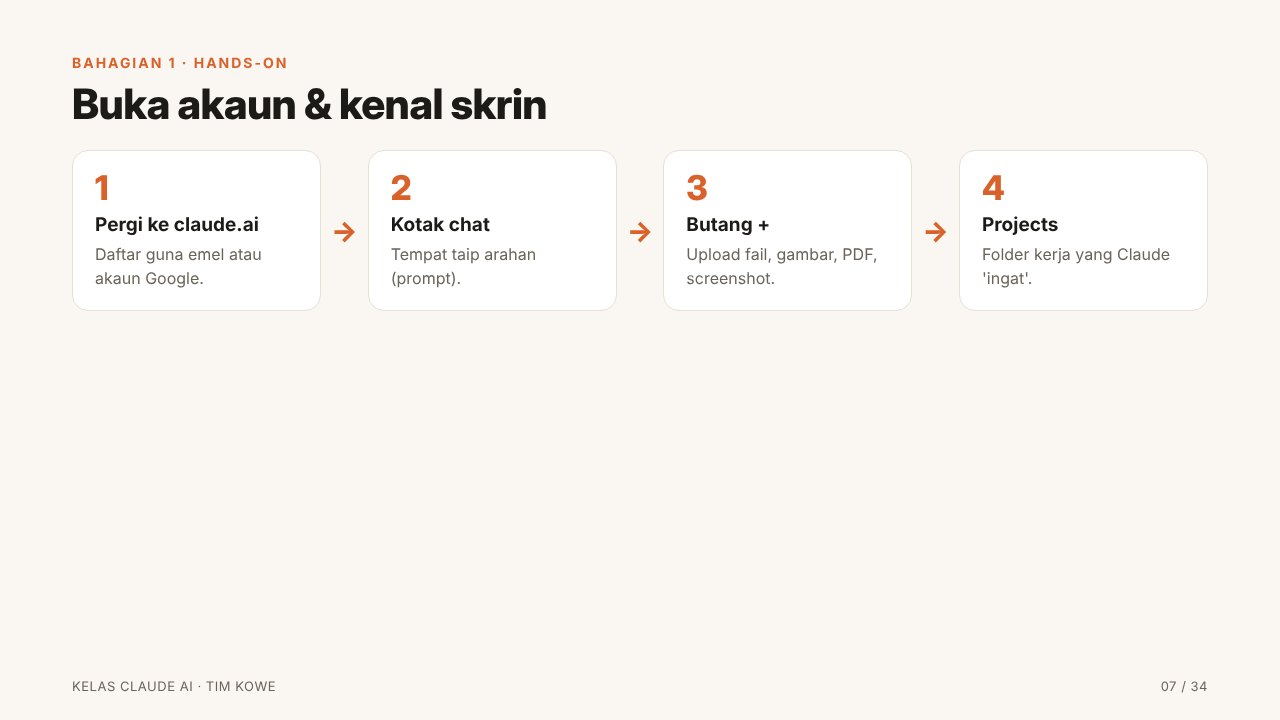 BAHAGIAN 1 · HANDS-ON
Buka akaun & kenal skrin
1
Pergi ke claude.ai
Daftar guna emel atau
akaun Google.
→
2
Kotak chat
Tempat taip arahan
(prompt).
→
3
Butang +
Upload fail, gambar, PDF,
screenshot.
→
4
Projects
Folder kerja yang Claude
'ingat'.
KELAS CLAUDE AI · TIM KOWE
07 / 34